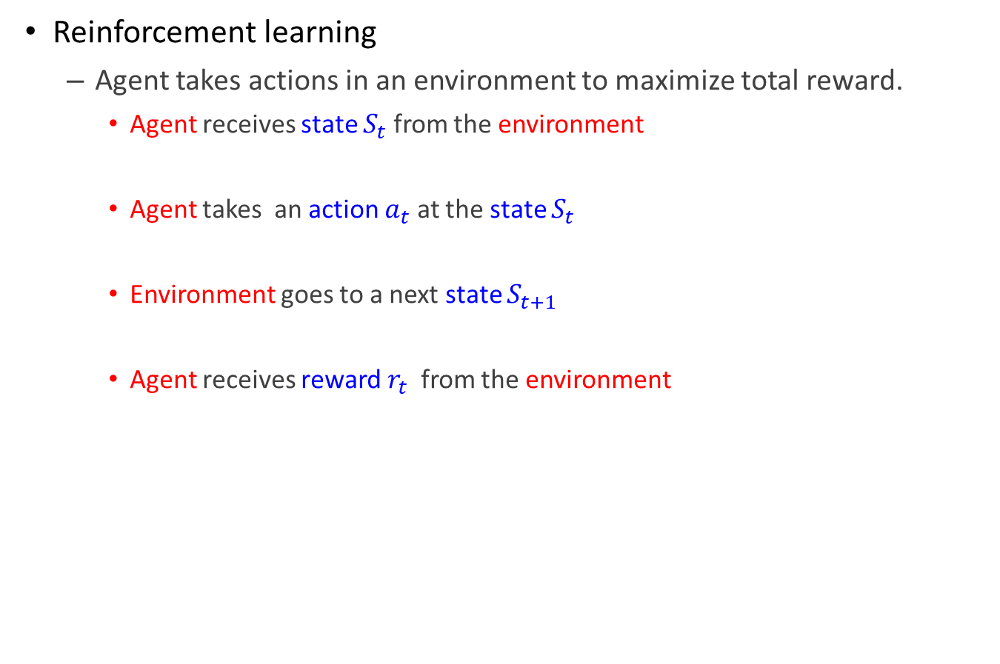 • Reinforcement learning
– Agent takes actions in an environment to maximize total reward.
• Agent receives state $S_t$ from the environment
• Agent takes an action $a_t$ at the state $S_t$
• Environment goes to a next state $S_{t+1}$
• Agent receives reward $r_t$ from the environment